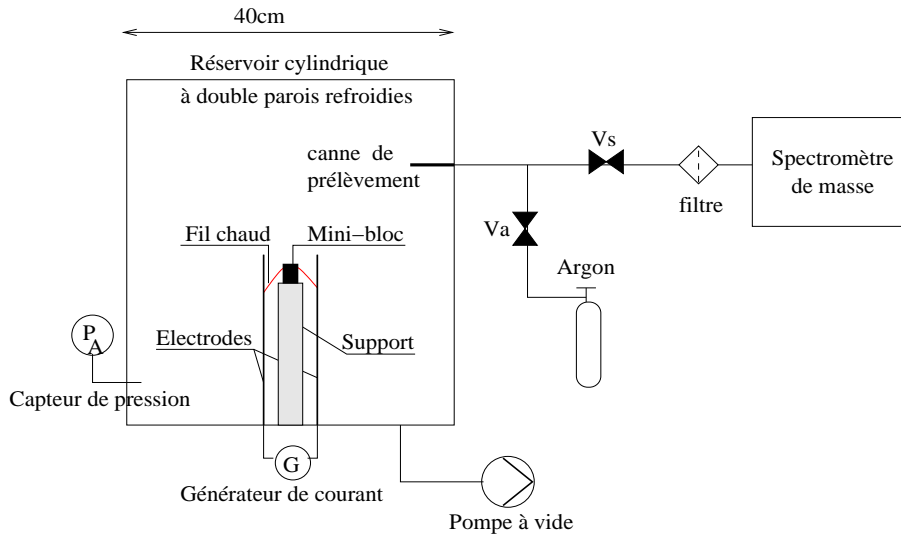 40cm
Réservoir cylindrique
à double parois refroidies
canne de
prélèvement
Vs
Spectromètre
de masse
filtre
Va
Argon
Fil chaud
Mini−bloc
P
A
Electrodes
Support
Capteur de pression
G
Générateur de courant
Pompe à vide